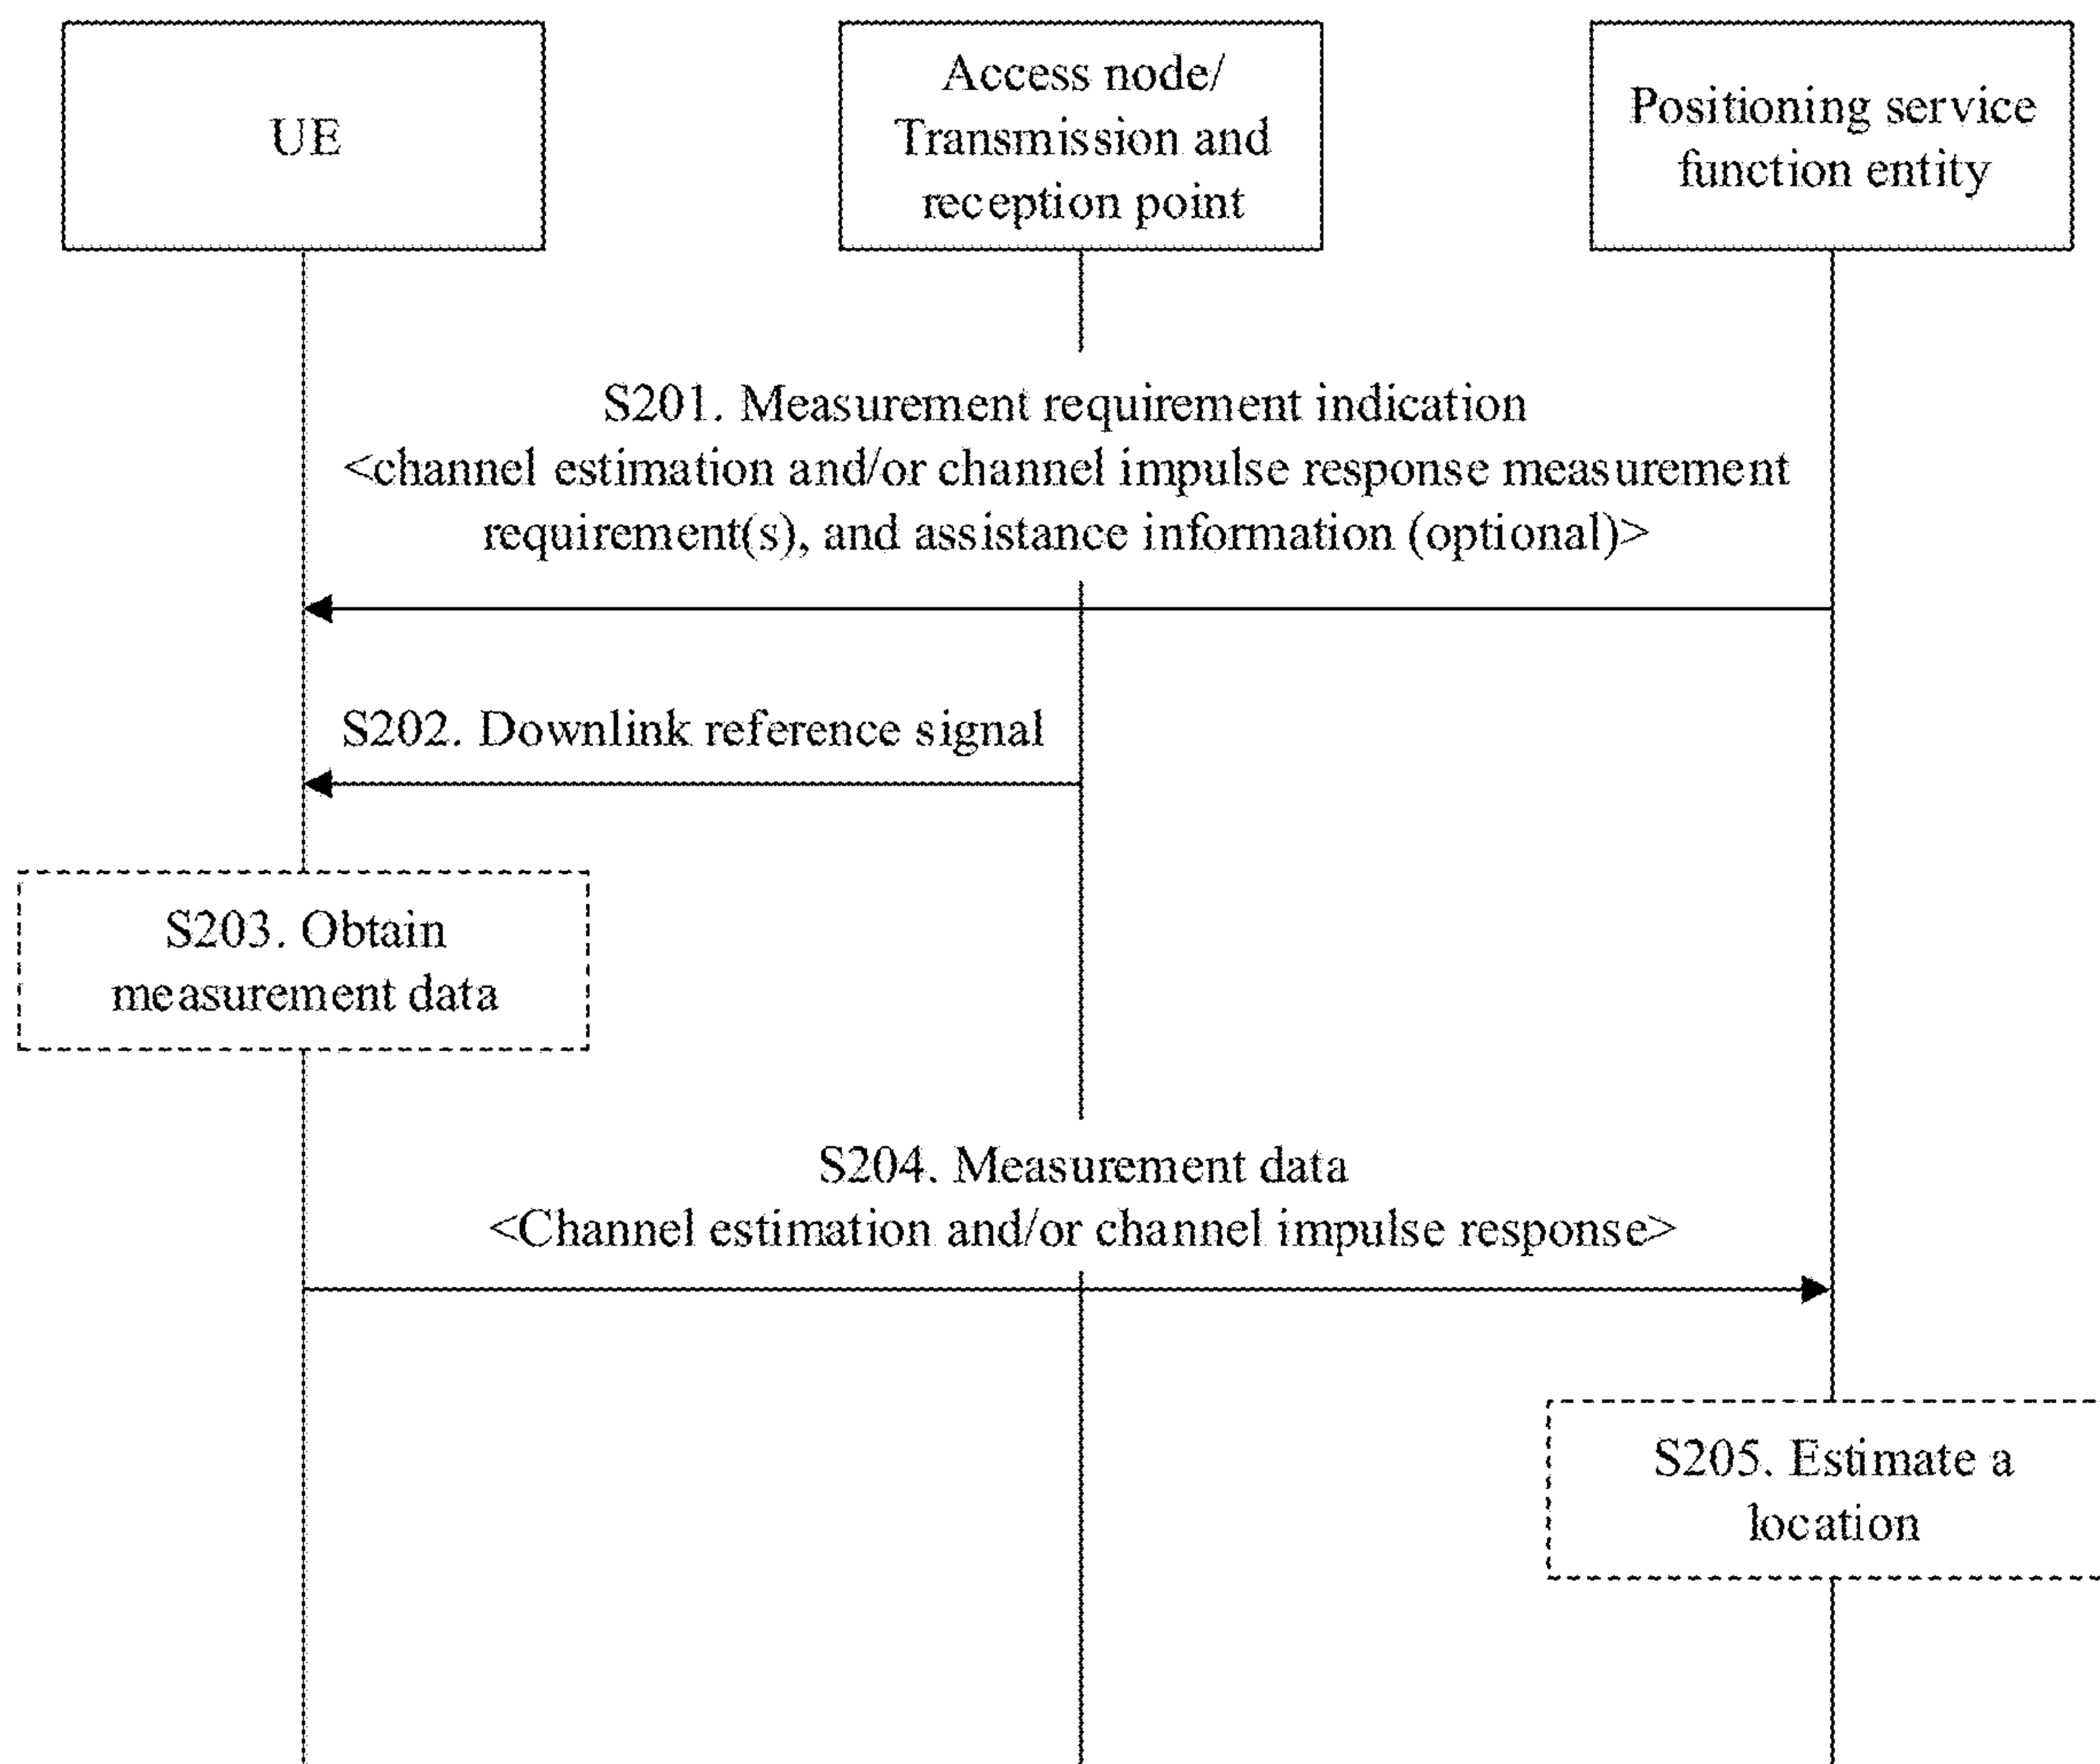 UE
Access node/
Transmission and
reception point
Positioning service
function entity
S201. Measurement requirement indication
<channel estimation and/or channel impulse response measurement
requirement(s), and assistance information (optional)>
S202. Downlink reference signal
S203. Obtain
measurement data
S204. Measurement data
<Channel estimation and/or channel impulse response>
S205. Estimate a
location